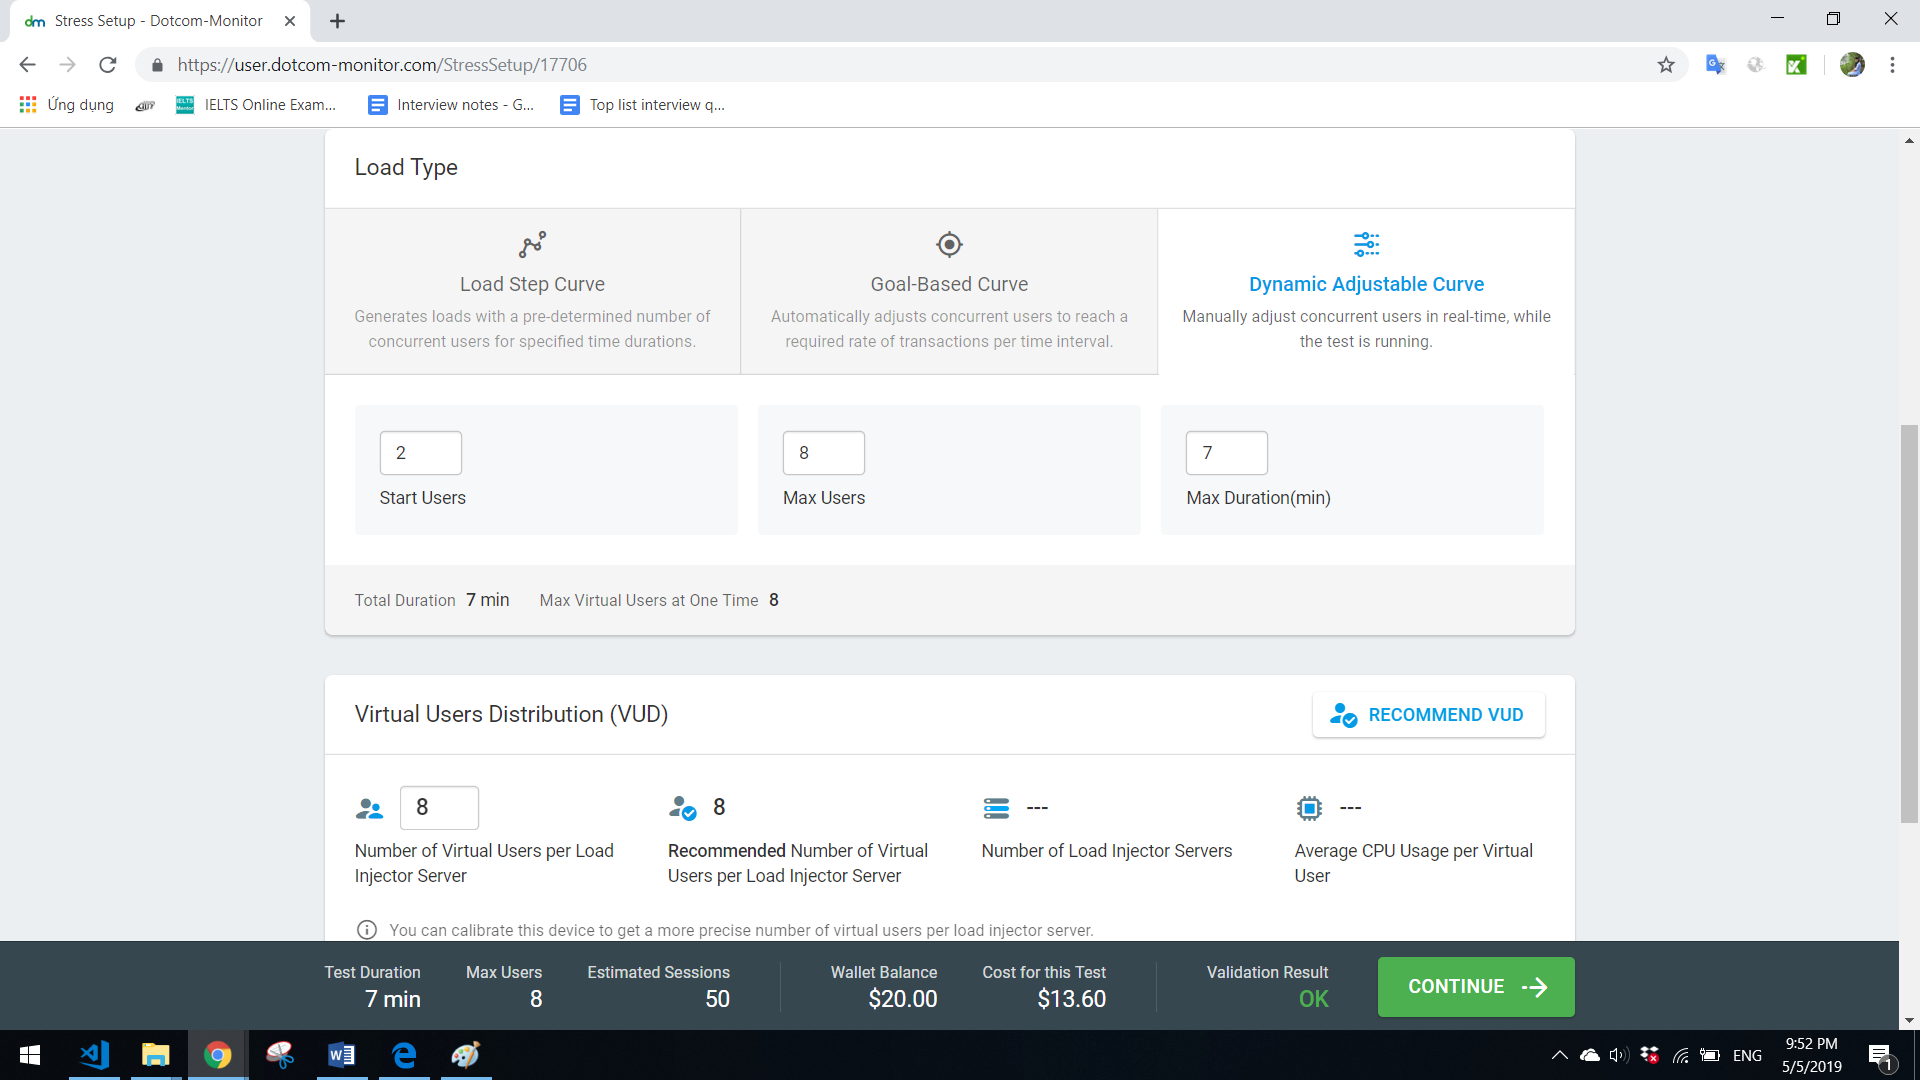 dm Stress Setup - Dotcom-Monitor
https://user.dotcom-monitor.com/StressSetup/17706
Ứng dụng
IELTS Online Exam...
Interview notes - G...
Top list interview q...
Load Type
Load Step Curve
Generates loads with a pre-determined number of
concurrent users for specified time durations.
Goal-Based Curve
Automatically adjusts concurrent users to reach a
required rate of transactions per time interval.
Dynamic Adjustable Curve
Manually adjust concurrent users in real-time, while
the test is running.
2
Start Users
8
Max Users
7
Max Duration(min)
Total Duration 7 min Max Virtual Users at One Time 8
Virtual Users Distribution (VUD)
RECOMMEND VUD
8
Number of Virtual Users per Load
Injector Server
8
Recommended Number of Virtual
Users per Load Injector Server
---
Number of Load Injector Servers
---
Average CPU Usage per Virtual
User
You can calibrate this device to get a more precise number of virtual users per load injector server.
Test Duration
7 min
Max Users
8
Estimated Sessions
50
Wallet Balance
$20.00
Cost for this Test
$13.60
Validation Result
OK
CONTINUE
ENG
9:52 PM
5/5/2019
1